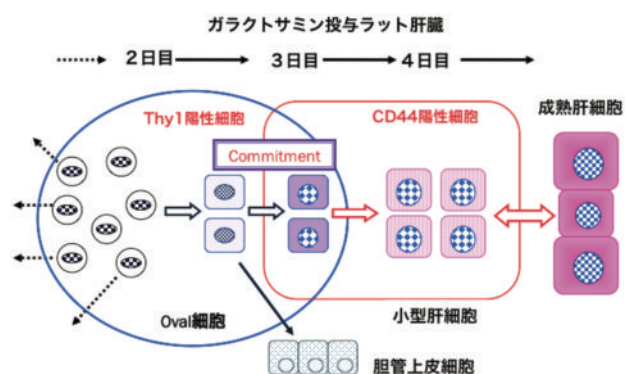 ガラクトサミン投与ラット肝臓
２日目 ３日目 ４日目
Thy1陽性細胞 CD44陽性細胞 成熟肝細胞
Commitment
Oval細胞 小型肝細胞
胆管上皮細胞